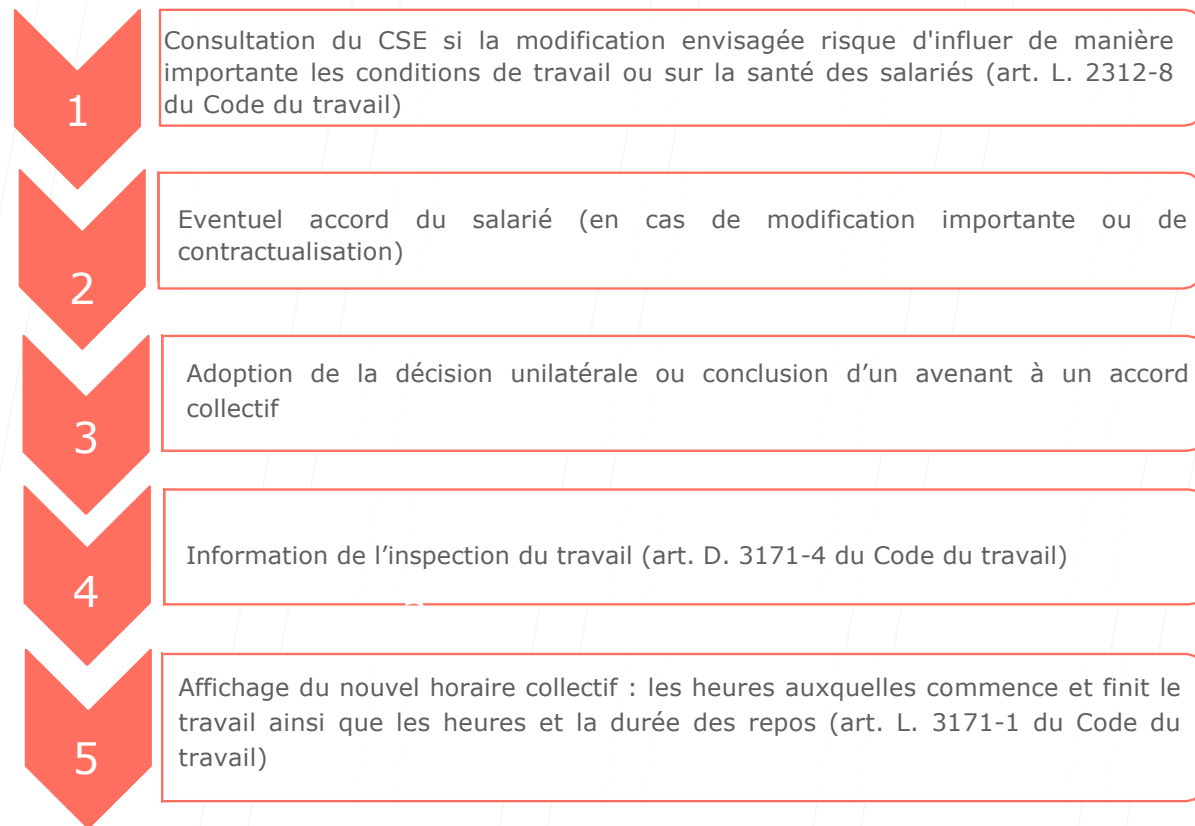 1
Consultation du CSE si la modification envisagée risque d'influer de manière
importante les conditions de travail ou sur la santé des salariés (art. L. 2312-8
du Code du travail)
2
Eventuel accord du salarié (en cas de modification importante ou de
contractualisation)
3
Adoption de la décision unilatérale ou conclusion d’un avenant à un accord
collectif
4
Information de l’inspection du travail (art. D. 3171-4 du Code du travail)
5
Affichage du nouvel horaire collectif : les heures auxquelles commence et finit le
travail ainsi que les heures et la durée des repos (art. L. 3171-1 du Code du
travail)